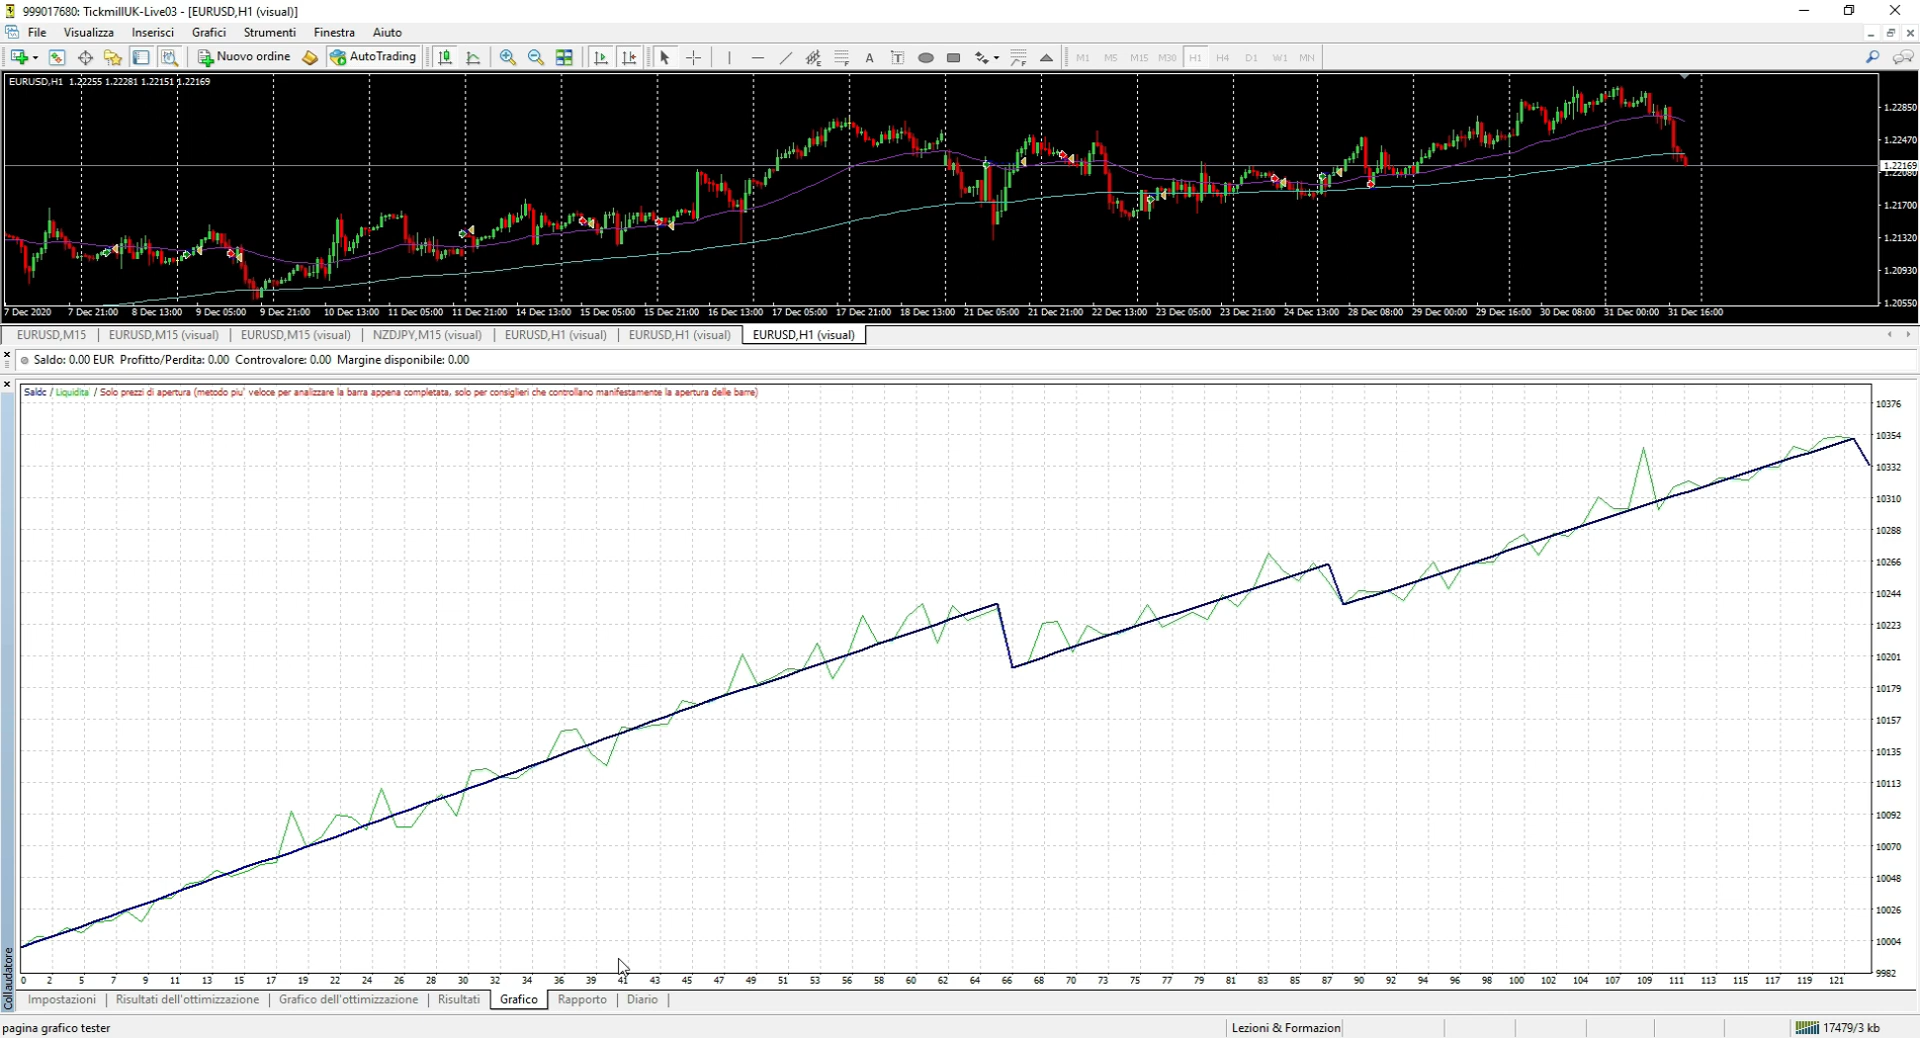 999017680: TickmillUK-Live03 - [EURUSD,H1 (visual)]
File Visualizza Inserisci Grafici Strumenti Finestra Aiuto
Nuovo ordine AutoTrading A T M1 M5 M15 M30 H1 H4 D1 W1 MN
EURUSD,H1 1.22255 1.22281 1.22151 1.22169
1.22850
1.22470
1.22169
1.22080
1.21700
1.21320
1.20930
1.20550
7 Dec 2020 7 Dec 21:00 8 Dec 13:00 9 Dec 05:00 9 Dec 21:00 10 Dec 13:00 11 Dec 05:00 11 Dec 21:00 14 Dec 13:00 15 Dec 05:00 15 Dec 21:00 16 Dec 13:00 17 Dec 05:00 17 Dec 21:00 18 Dec 13:00 21 Dec 05:00 21 Dec 21:00 22 Dec 13:00 23 Dec 05:00 23 Dec 21:00 24 Dec 13:00 28 Dec 08:00 29 Dec 00:00 29 Dec 16:00 30 Dec 08:00 31 Dec 00:00 31 Dec 16:00
EURUSD,M15 EURUSD,M15 (visual) EURUSD,M15 (visual) NZDJPY,M15 (visual) EURUSD,H1 (visual) EURUSD,H1 (visual) EURUSD,H1 (visual)
Saldo: 0.00 EUR Profitto/Perdita: 0.00 Controvalore: 0.00 Margine disponibile: 0.00
Saldc / Liquidita / Solo prezzi di apertura (metodo piu' veloce per analizzare la barra appena completata, solo per consiglieri che controllano manifestamente la apertura delle barre)
10376
10354
10332
10310
10288
10266
10244
10223
10201
10179
10157
10135
10113
10092
10070
10048
10026
10004
9982
0 2 5 7 9 11 13 15 17 19 22 24 26 28 30 32 34 36 39 41 43 45 47 49 51 53 56 58 60 62 64 66 68 70 73 75 77 79 81 83 85 87 90 92 94 96 98 100 102 104 107 109 111 113 115 117 119 121
Collaudatore
Impostazioni Risultati dell'ottimizzazione Grafico dell'ottimizzazione Risultati Grafico Rapporto Diario
pagina grafico tester Lezioni & Formazion 17479/3 kb